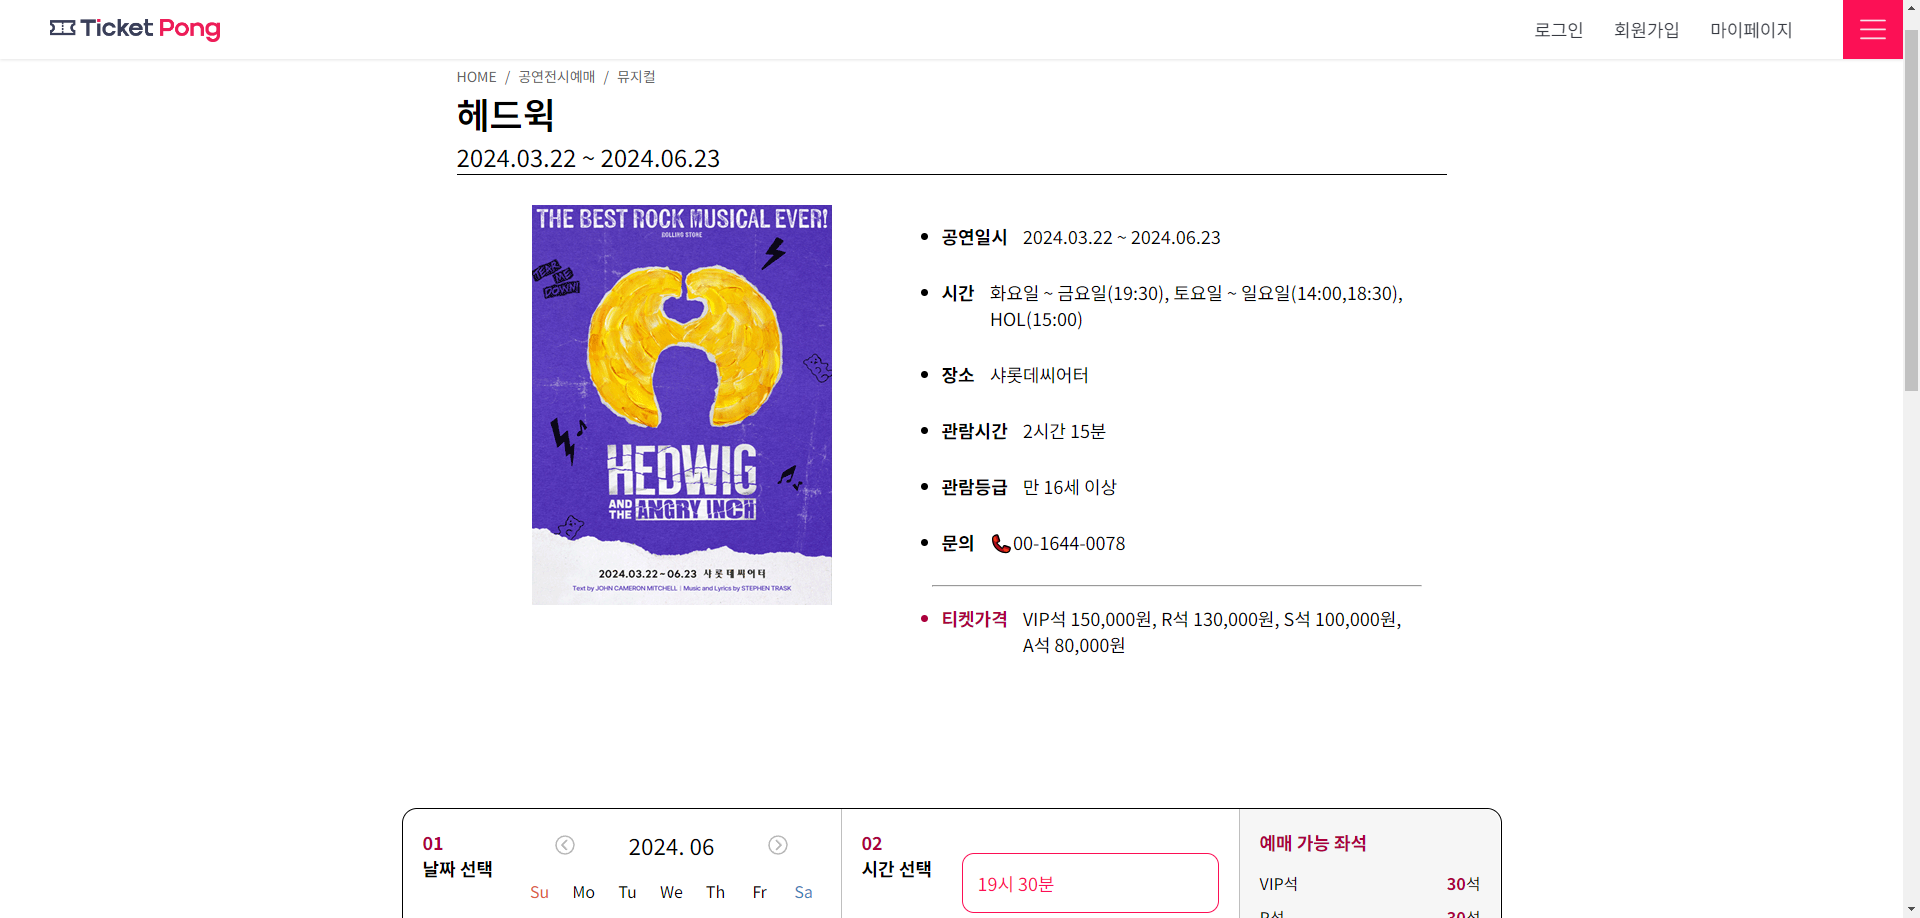 Ticket Pong
로그인 회원가입 마이페이지
HOME / 공연전시예매 / 뮤지컬
헤드윅
2024.03.22 ~ 2024.06.23
THE BEST ROCK MUSICAL EVER!
ROLLING STONE
TEAR
ME
DOWN!
HEDWIG
AND THE ANGRY INCH
2024.03.22~06.23 샤롯데씨어터
Text by JOHN CAMERON MITCHELL | Music and Lyrics by STEPHEN TRASK
공연일시 2024.03.22 ~ 2024.06.23
시간 화요일 ~ 금요일(19:30), 토요일 ~ 일요일(14:00,18:30),
HOL(15:00)
장소 샤롯데씨어터
관람시간 2시간 15분
관람등급 만 16세 이상
문의 📞00-1644-0078
티켓가격 VIP석 150,000원, R석 130,000원, S석 100,000원,
A석 80,000원
01
날짜 선택
2024. 06
Su Mo Tu We Th Fr Sa
02
시간 선택
19시 30분
예매 가능 좌석
VIP석 30석
R석 30석